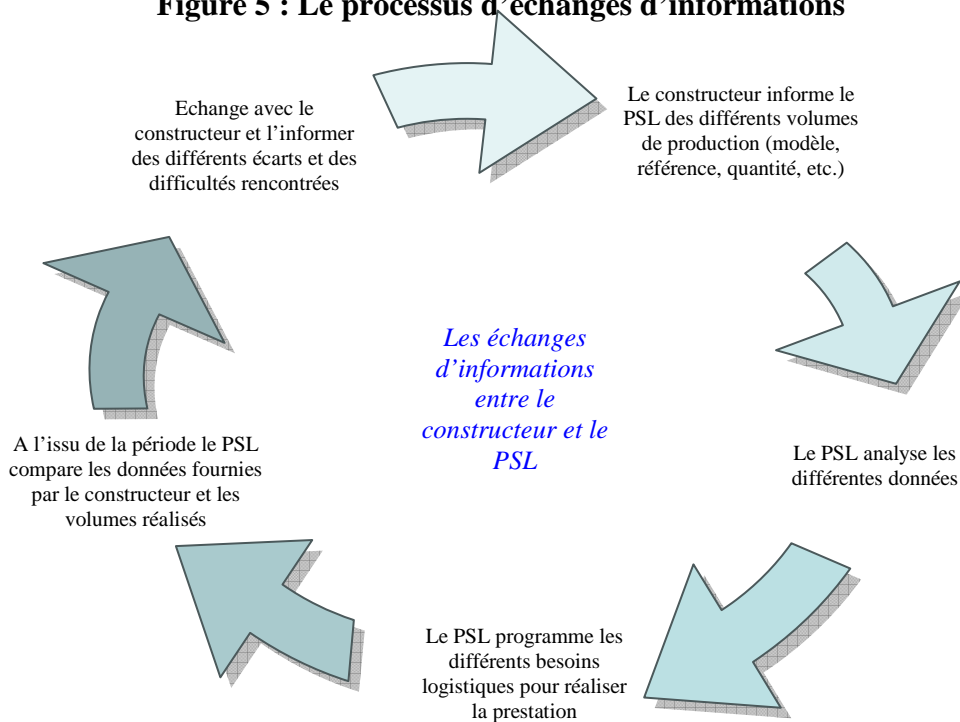 Figure 5 : Le processus d'échanges d'informations
Echange avec le
constructeur et l'informer
des différents écarts et des
difficultés rencontrées
Le constructeur informe le
PSL des différents volumes
de production (modèle,
référence, quantité, etc.)
Les échanges
d'informations
entre le
constructeur et le
PSL
Le PSL analyse les
différentes données
Le PSL programme les
différents besoins
logistiques pour réaliser
la prestation
A l'issu de la période le PSL
compare les données fournies
par le constructeur et les
volumes réalisés